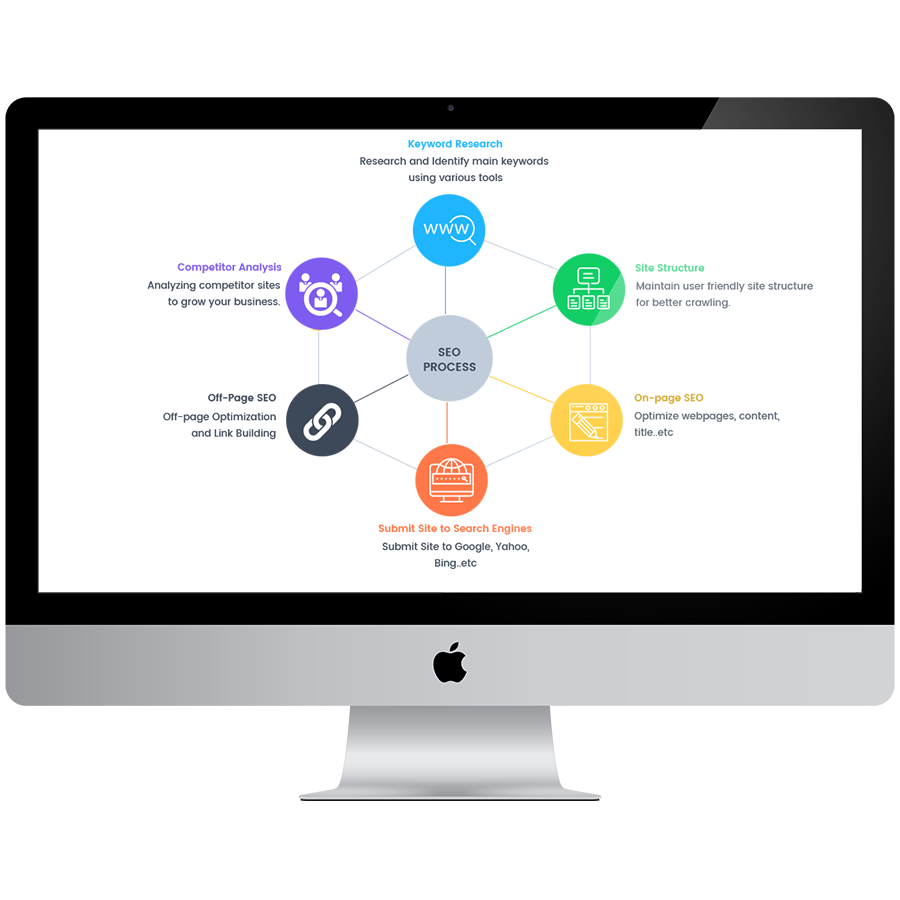 Keyword Research
Research and Identify main keywords
using various tools
www
Competitor Analysis
Analyzing competitor sites
to grow your business.
Site Structure
Maintain user friendly site structure
for better crawling.
SEO
PROCESS
Off-Page SEO
Off-page Optimization
and Link Building
On-page SEO
Optimize webpages, content,
title..etc
Submit Site to Search Engines
Submit Site to Google, Yahoo,
Bing..etc